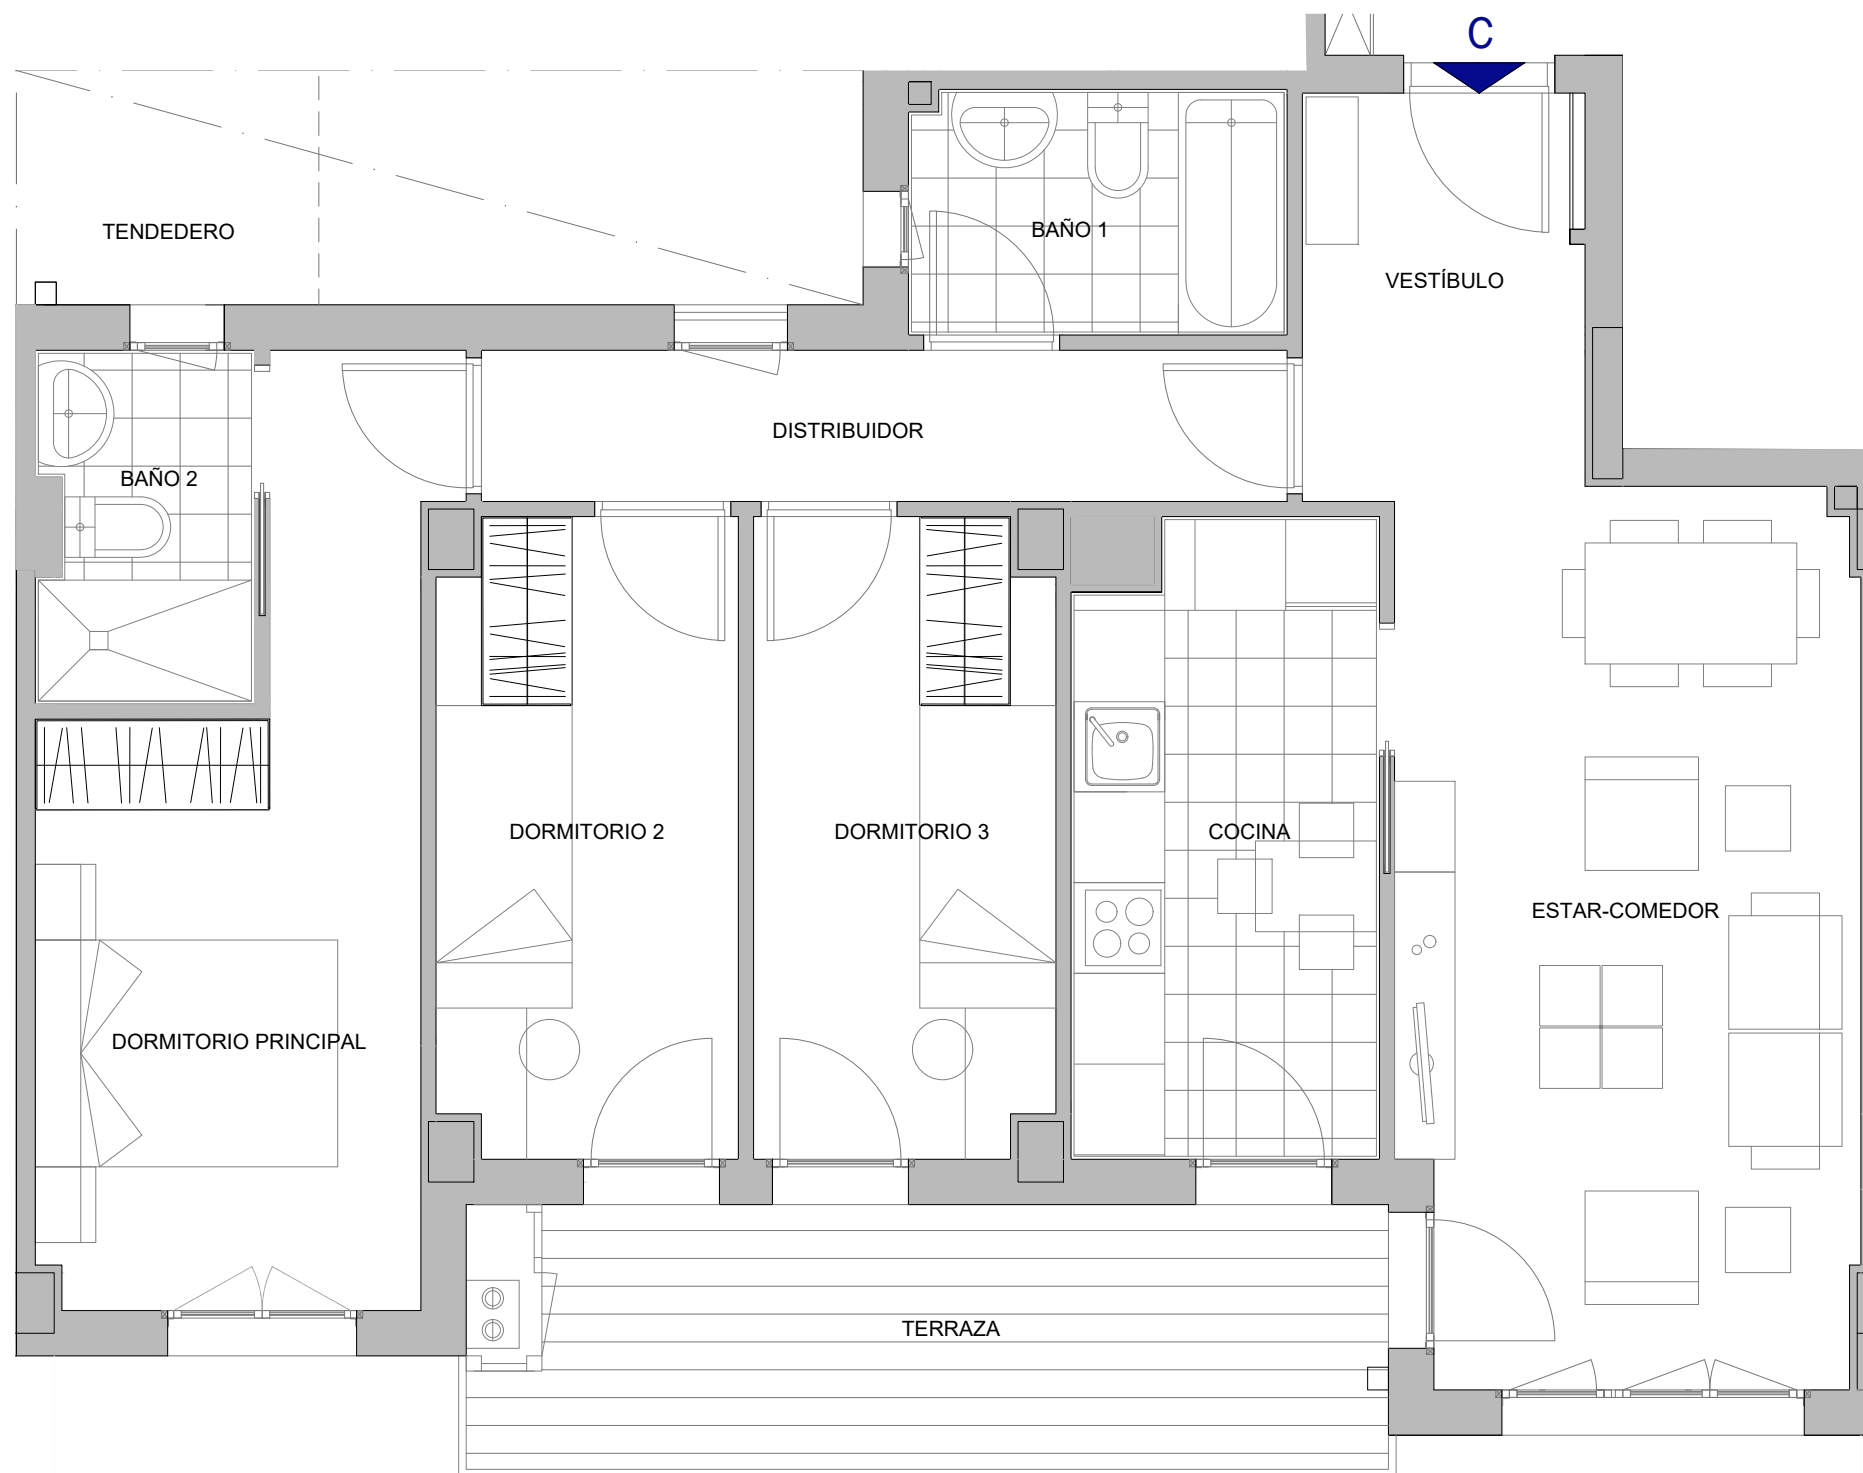 C
TENDEDERO
BAÑO 1
VESTÍBULO
DISTRIBUIDOR
BAÑO 2
DORMITORIO 2
DORMITORIO 3
COCINA
ESTAR-COMEDOR
DORMITORIO PRINCIPAL
TERRAZA